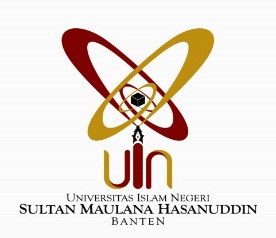 uin
UNIVERSITAS ISLAM NEGERI
SULTAN MAULANA HASANUDDIN
BANTEN